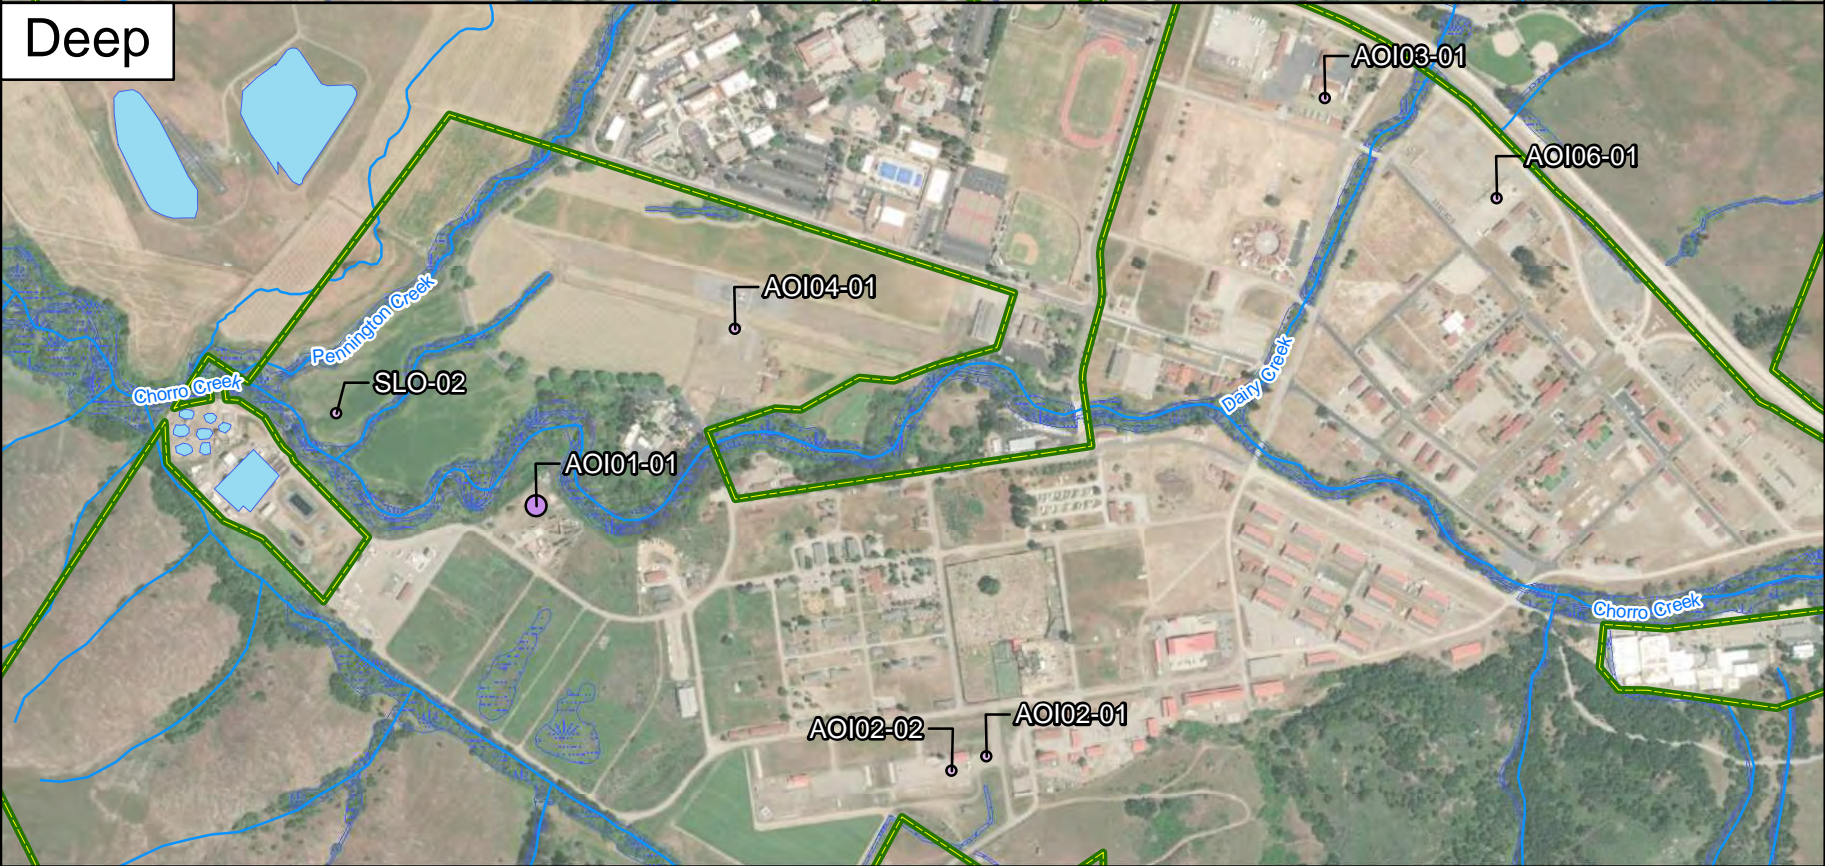 Deep
AOI03-01
AOI06-01
AOI04-01
Pennington Creek
Chorro Creek
SLO-02
Dairy Creek
AOI01-01
Chorro Creek
AOI02-01
AOI02-02